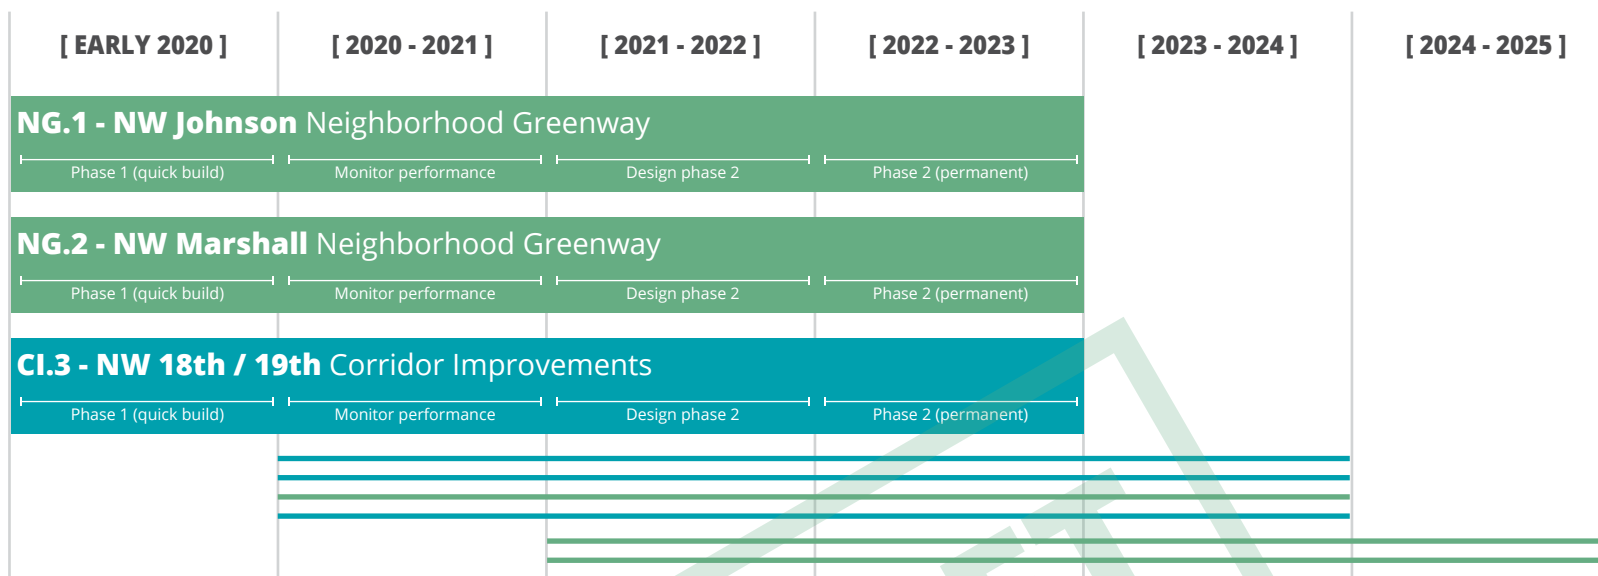 [ EARLY 2020 ] [ 2020 - 2021 ] [ 2021 - 2022 ] [ 2022 - 2023 ] [ 2023 - 2024 ] [ 2024 - 2025 ]
NG.1 - NW Johnson Neighborhood Greenway
Phase 1 (quick build) Monitor performance Design phase 2 Phase 2 (permanent)
NG.2 - NW Marshall Neighborhood Greenway
Phase 1 (quick build) Monitor performance Design phase 2 Phase 2 (permanent)
CI.3 - NW 18th / 19th Corridor Improvements
Phase 1 (quick build) Monitor performance Design phase 2 Phase 2 (permanent)